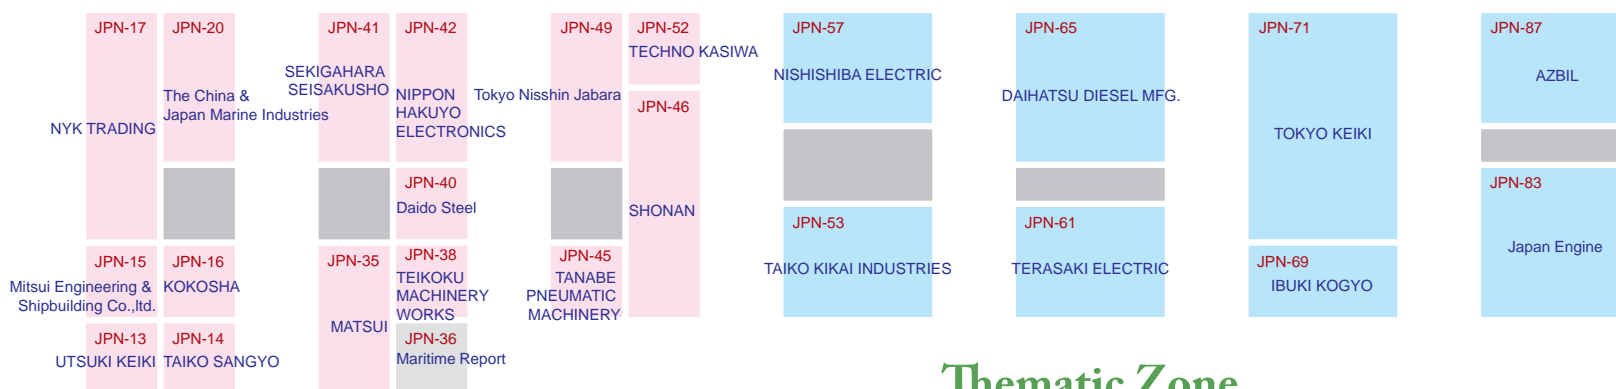 JPN-17
NYK TRADING
JPN-20
The China &
Japan Marine Industries
JPN-41
SEKIGAHARA
SEISAKUSHO
JPN-42
NIPPON
HAKUYO
ELECTRONICS
JPN-49
Tokyo Nisshin Jabara
JPN-52
TECHNO KASIWA
JPN-46
SHONAN
JPN-57
NISHISHIBA ELECTRIC
JPN-65
DAIHATSU DIESEL MFG.
JPN-71
TOKYO KEIKI
JPN-87
AZBIL
JPN-40
Daido Steel
JPN-15
Mitsui Engineering &
Shipbuilding Co.,ltd.
JPN-16
KOKOSHA
JPN-35
MATSUI
JPN-38
TEIKOKU
MACHINERY
WORKS
JPN-45
TANABE
PNEUMATIC
MACHINERY
JPN-53
TAIKO KIKAI INDUSTRIES
JPN-61
TERASAKI ELECTRIC
JPN-69
IBUKI KOGYO
JPN-83
Japan Engine
JPN-13
UTSUKI KEIKI
JPN-14
TAIKO SANGYO
JPN-36
Maritime Report
Thematic Zone